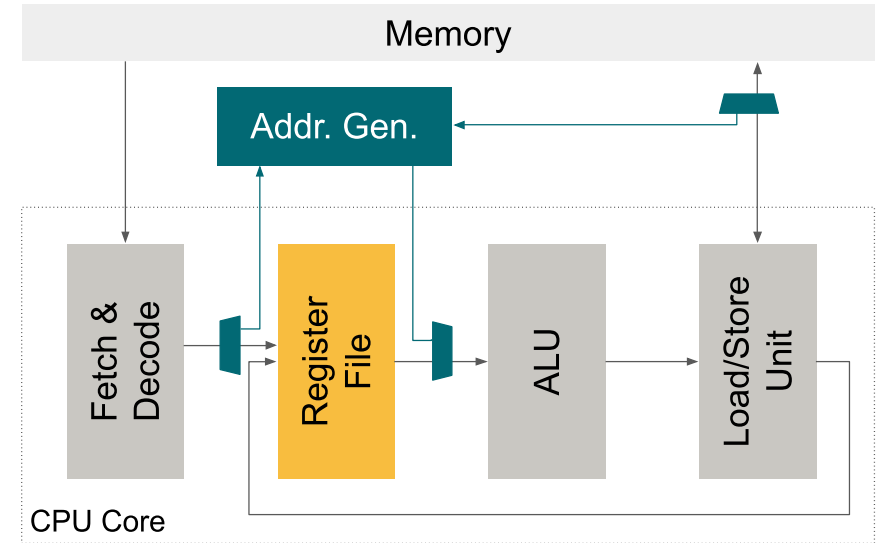 Memory
Addr. Gen.
Fetch &
Decode
Register
File
ALU
Load/Store
Unit
CPU Core